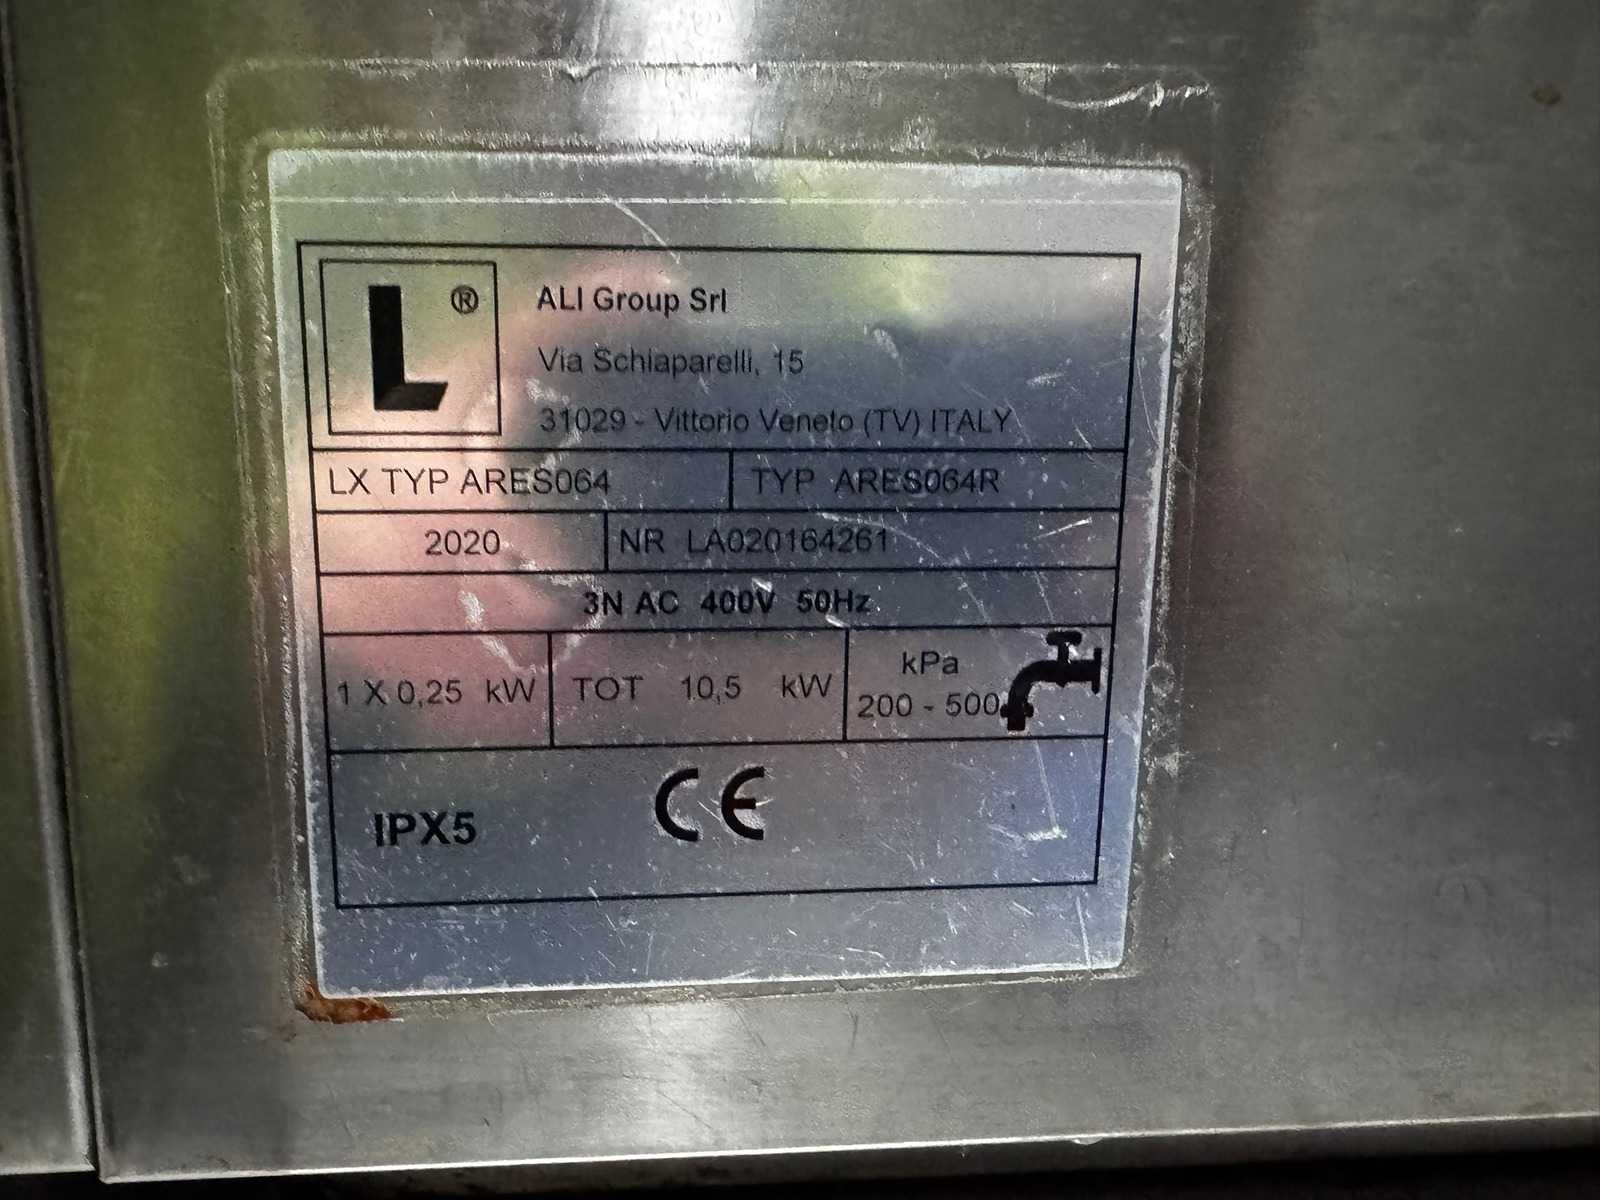 L ®
ALI Group Srl
Via Schiaparelli, 15
31029 - Vittorio Veneto (TV) ITALY
LX TYP ARES064 TYP ARES064R
2020 NR LA020164261
3N AC 400V 50Hz
1 X 0,25 kW TOT 10,5 kW kPa
200 - 500
IPX5 CE